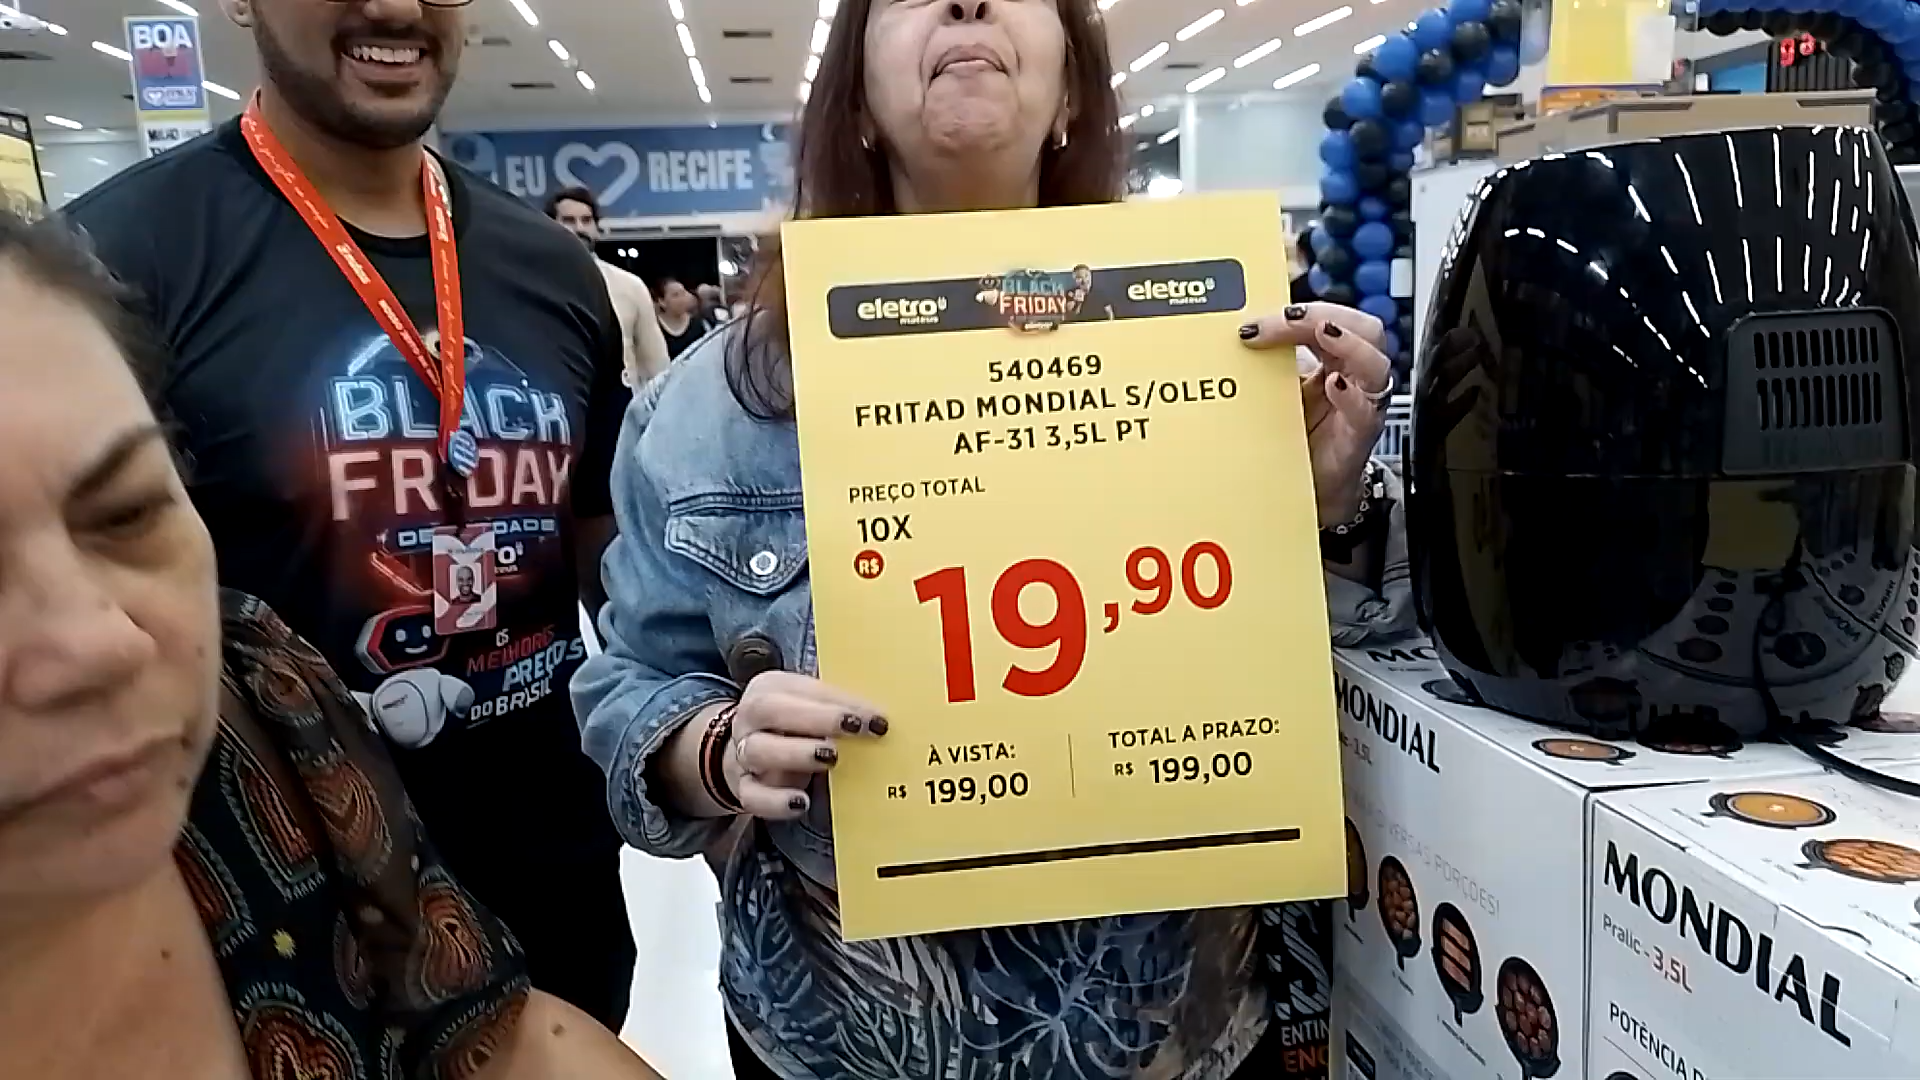 BOA
EU RECIFE
eletro
mateus
BLACK
FRIDAY
eletro
mateus
540469
FRITAD MONDIAL S/OLEO
AF-31 3,5L PT
PREÇO TOTAL
10X
R$ 19,90
À VISTA:
R$ 199,00
TOTAL A PRAZO:
R$ 199,00
BLACK
FRIDAY
OS
MELHORES
PREÇOS
DO BRASIL
MONDIAL
MONDIAL
Pratic - 3,5L
POTÊNCIA